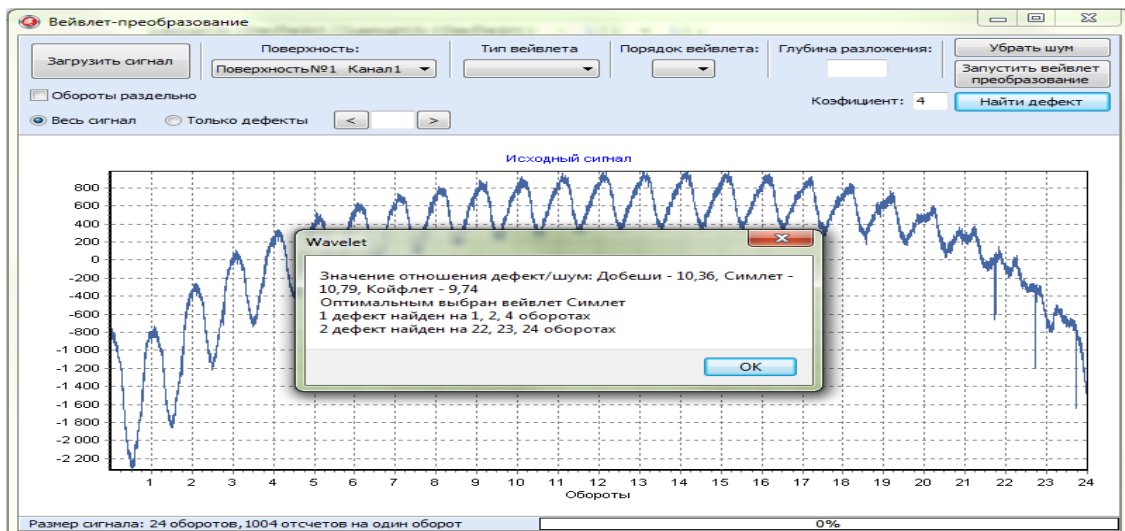 Вейвлет-преобразование
Загрузить сигнал
Поверхность:
Поверхность№1 Канал1
Тип вейвлета
Порядок вейвлета:
Глубина разложения:
Убрать шум
Запустить вейвлет
преобразование
Обороты раздельно
Коэфициент: 4
Найти дефект
Весь сигнал
Только дефекты
<
>
Исходный сигнал
800
600
400
200
0
-200
-400
-600
-800
-1 000
-1 200
-1 400
-1 600
-1 800
-2 000
-2 200
Wavelet
Значение отношения дефект/шум: Добеши - 10,36, Симлет -
10,79, Койфлет - 9,74
Оптимальным выбран вейвлет Симлет
1 дефект найден на 1, 2, 4 оборотах
2 дефект найден на 22, 23, 24 оборотах
OK
1 2 3 4 5 6 7 8 9 10 11 12 13 14 15 16 17 18 19 20 21 22 23 24
Обороты
Размер сигнала: 24 оборотов, 1004 отсчетов на один оборот
0%